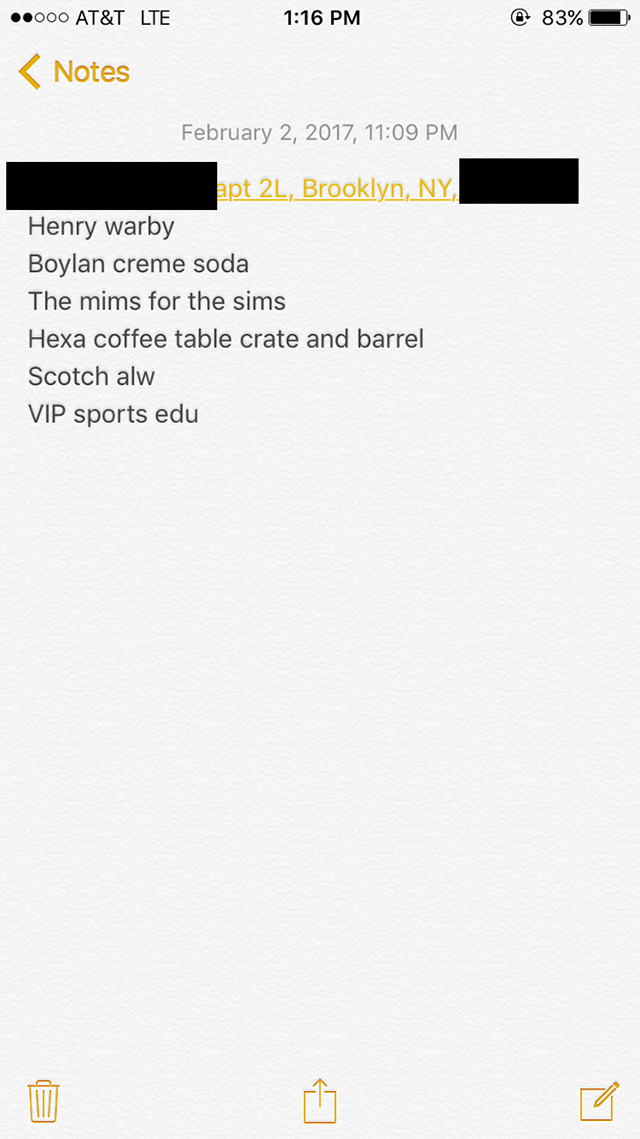 AT&T LTE 1:16 PM 83%
Notes
February 2, 2017, 11:09 PM
apt 2L, Brooklyn, NY,
Henry warby
Boylan creme soda
The mims for the sims
Hexa coffee table crate and barrel
Scotch alw
VIP sports edu